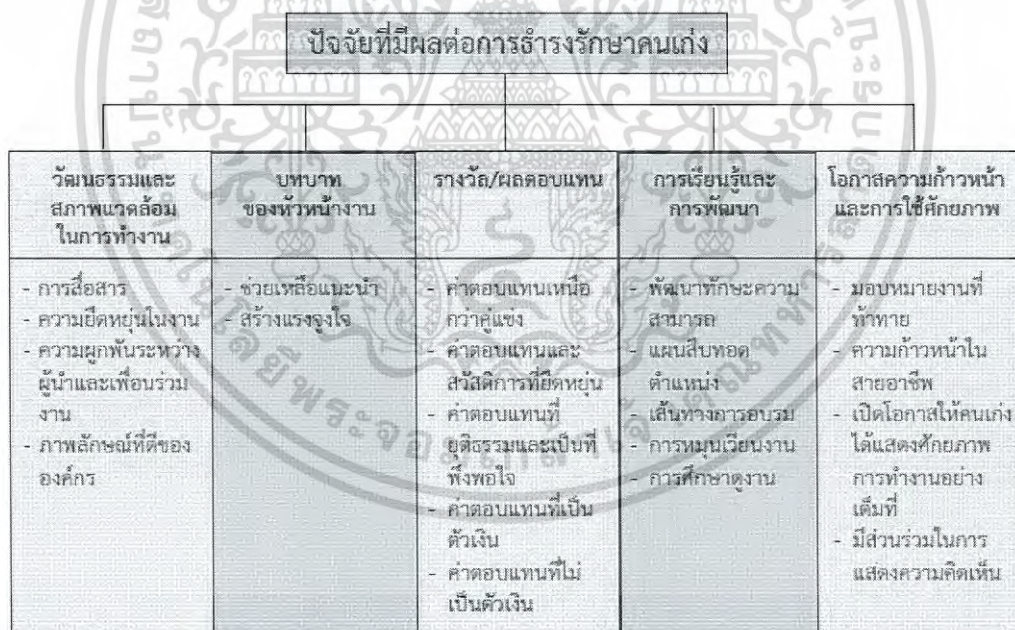 ปัจจัยที่มีผลต่อการธำรงรักษาคนเก่ง
วัฒนธรรมและ
สภาพแวดล้อม
ในการทำงาน
- การสื่อสาร
- ความยืดหยุ่นในงาน
- ความผูกพันระหว่าง
ผู้นำและเพื่อนร่วม
งาน
- ภาพลักษณ์ที่ดีของ
องค์กร
บทบาท
ของหัวหน้างาน
- ช่วยเหลือแนะนำ
- สร้างแรงจูงใจ
รางวัล/ผลตอบแทน
- ค่าตอบแทนเหนือ
กว่าคู่แข่ง
- ค่าตอบแทนและ
สวัสดิการที่ยืดหยุ่น
- ค่าตอบแทนที่
ยุติธรรมและเป็นที่
พึงพอใจ
- ค่าตอบแทนที่เป็น
ตัวเงิน
- ค่าตอบแทนที่ไม่
เป็นตัวเงิน
การเรียนรู้และ
การพัฒนา
- พัฒนาทักษะความ
สามารถ
- แผนสืบทอด
ตำแหน่ง
- เส้นทางการอบรม
- การหมุนเวียนงาน
- การศึกษาดูงาน
โอกาสความก้าวหน้า
และการใช้ศักยภาพ
- มอบหมายงานที่
ท้าทาย
- ความก้าวหน้าใน
สายอาชีพ
- เปิดโอกาสให้คนเก่ง
ได้แสดงศักยภาพ
การทำงานอย่าง
เต็มที่
- มีส่วนร่วมในการ
แสดงความคิดเห็น